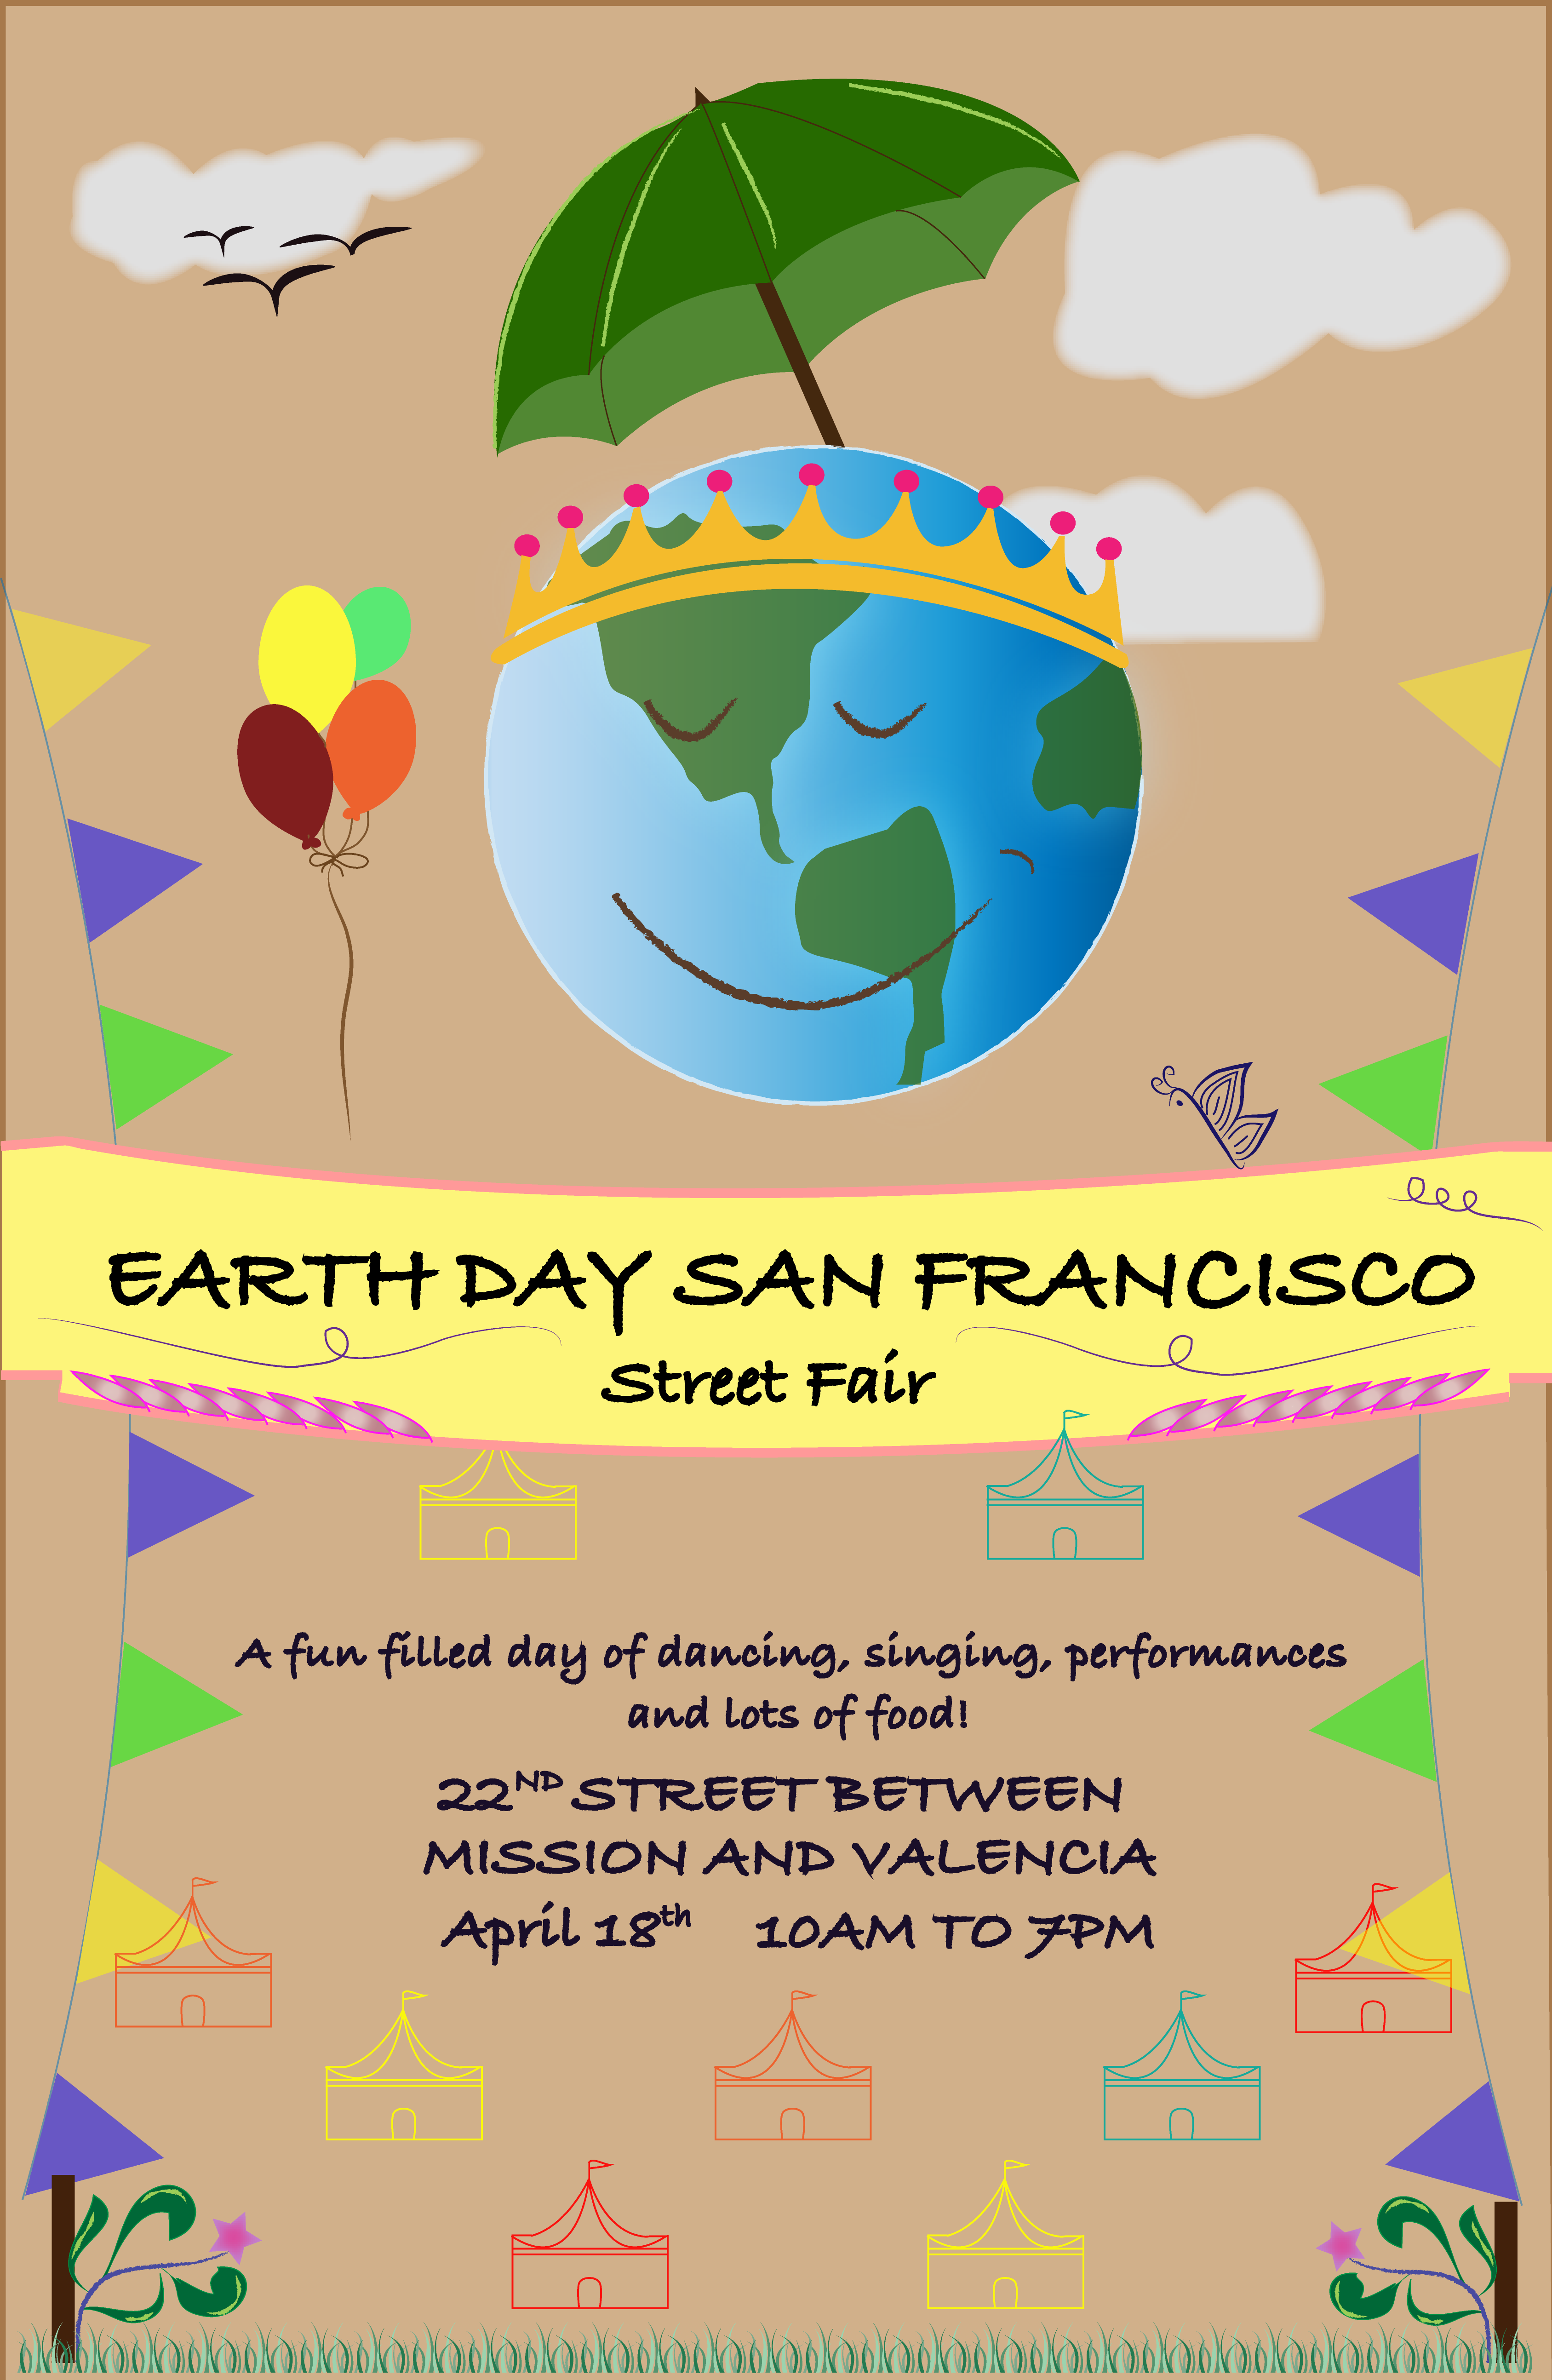 EARTH DAY SAN FRANCISCO
Street Fair
A fun filled day of dancing, singing, performances
and lots of food!
22ND STREET BETWEEN
MISSION AND VALENCIA
April 18th 10AM TO 7PM